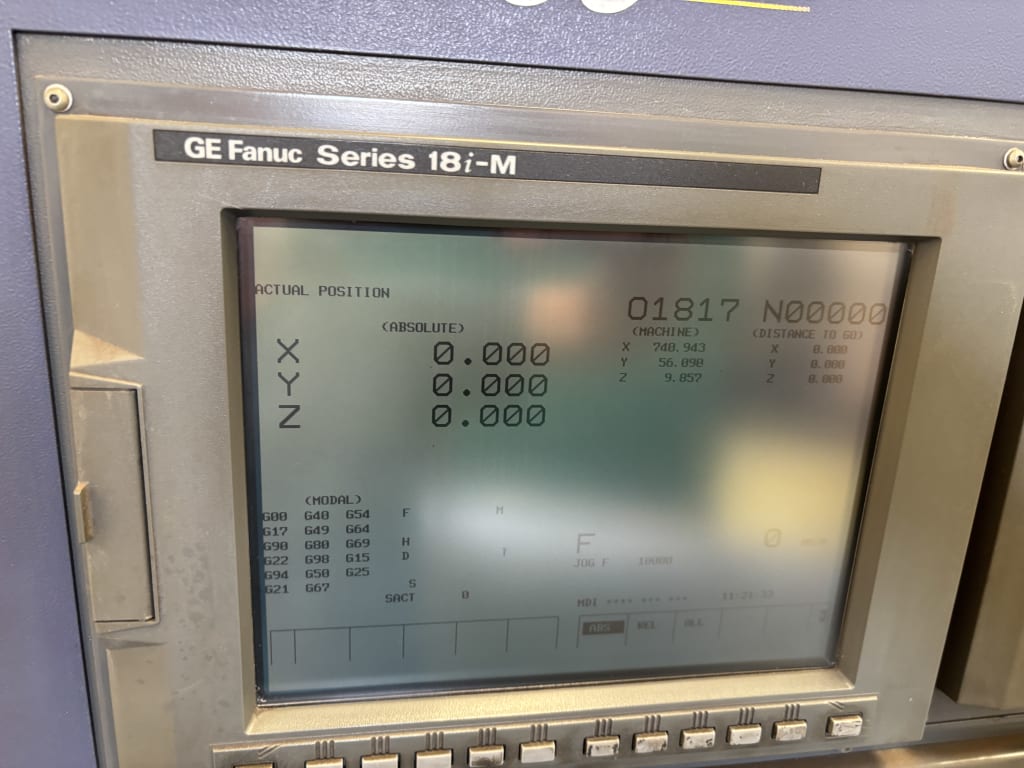 GE Fanuc Series 18i-M
ACTUAL POSITION
O1817 N00000
(ABSOLUTE)
X 0.000
Y 0.000
Z 0.000
(MACHINE)
X 740.943
Y 56.090
Z 9.857
(DISTANCE TO GO)
X 0.000
Y 0.000
Z 0.000
(MODAL)
G00 G40 G54 F M
G17 G49 G64
G90 G80 G69 H
G22 G98 G15 D T
G94 G50 G25
G21 G67 S
SACT 0
F 0
JOG F 10000
MDI **** *** *** 11:21:33
ABS REL ALL